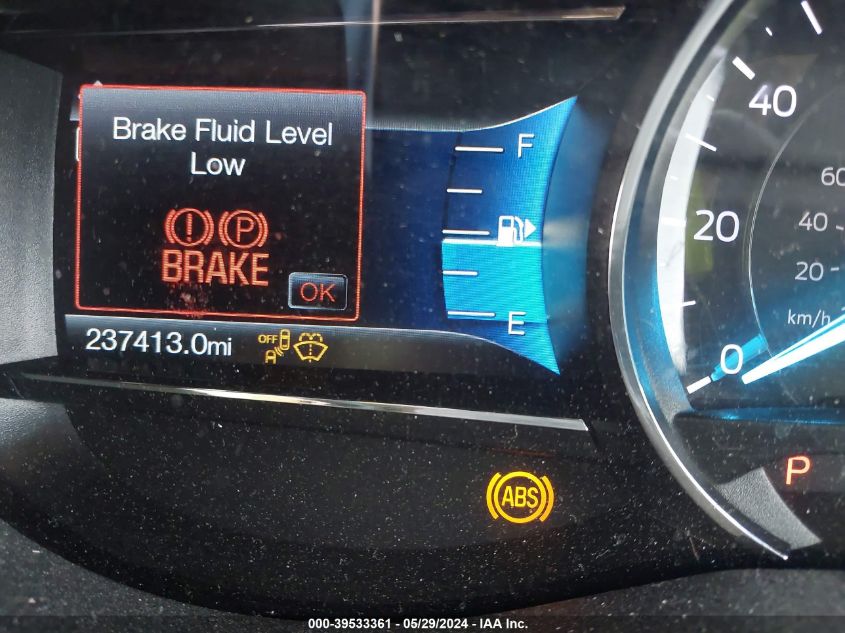 Brake Fluid Level
Low
! P
BRAKE
OK
237413.0mi
OFF
F
E
40
20
0
60
40
20
km/h
P
ABS
000-39533361 - 05/29/2024 - IAA Inc.